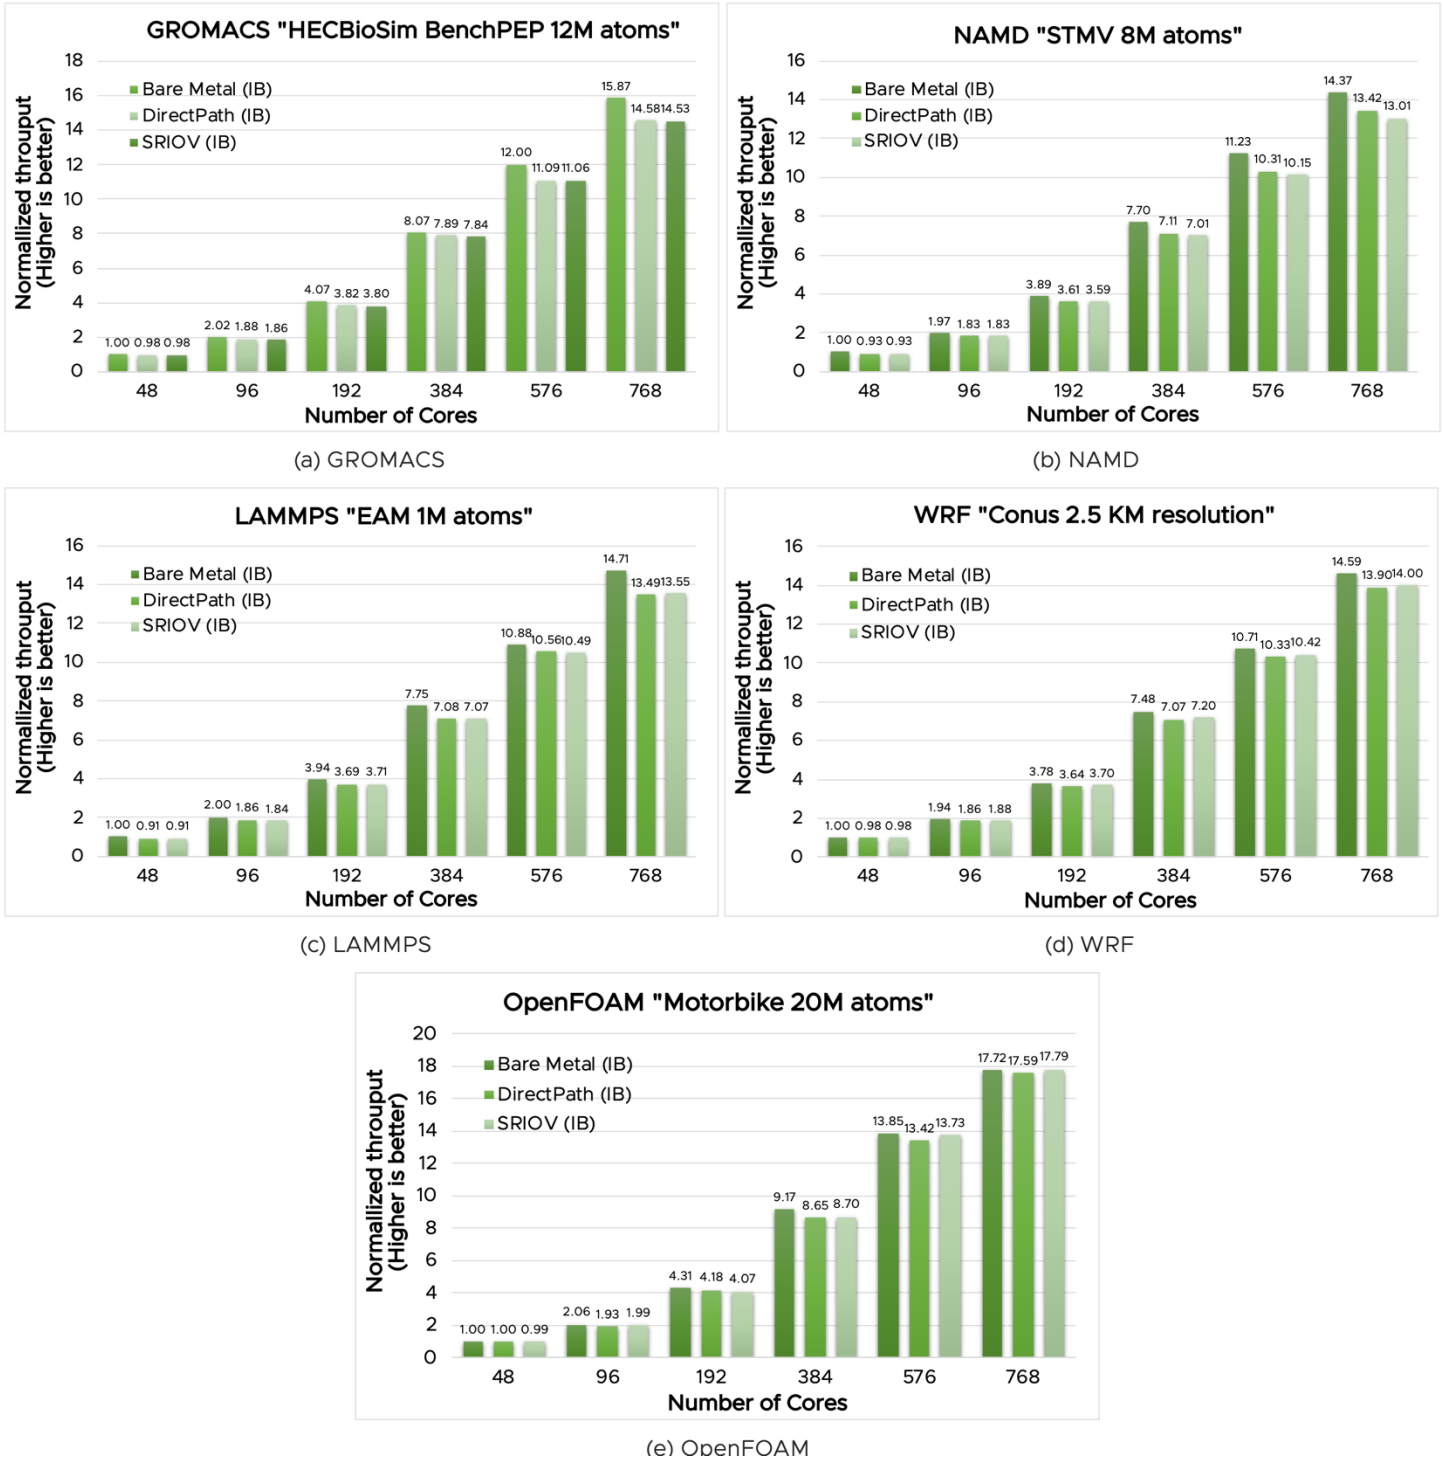 GROMACS "HECBioSim BenchPEP 12M atoms"
Normallized throuput
(Higher is better)
18
16
14
12
10
8
6
4
2
0
Bare Metal (IB)
DirectPath (IB)
SRIOV (IB)
1.00 0.98 0.98
2.02 1.88 1.86
4.07 3.82 3.80
8.07 7.89 7.84
12.00 11.09 11.06
15.87 14.58 14.53
48 96 192 384 576 768
Number of Cores
(a) GROMACS
NAMD "STMV 8M atoms"
Normallized throuput
(Higher is better)
16
14
12
10
8
6
4
2
0
Bare Metal (IB)
DirectPath (IB)
SRIOV (IB)
1.00 0.93 0.93
1.97 1.83 1.83
3.89 3.61 3.59
7.70 7.11 7.01
11.23 10.31 10.15
14.37 13.42 13.01
48 96 192 384 576 768
Number of Cores
(b) NAMD
LAMMPS "EAM 1M atoms"
Normallized throuput
(Higher is better)
16
14
12
10
8
6
4
2
0
Bare Metal (IB)
DirectPath (IB)
SRIOV (IB)
1.00 0.91 0.91
2.00 1.86 1.84
3.94 3.69 3.71
7.75 7.08 7.07
10.88 10.56 10.49
14.71 13.49 13.55
48 96 192 384 576 768
Number of Cores
(c) LAMMPS
WRF "Conus 2.5 KM resolution"
Normallized throuput
(Higher is better)
16
14
12
10
8
6
4
2
0
Bare Metal (IB)
DirectPath (IB)
SRIOV (IB)
1.00 0.98 0.98
1.94 1.86 1.88
3.78 3.64 3.70
7.48 7.07 7.20
10.71 10.33 10.42
14.59 13.90 14.00
48 96 192 384 576 768
Number of Cores
(d) WRF
OpenFOAM "Motorbike 20M atoms"
Normallized throuput
(Higher is better)
20
18
16
14
12
10
8
6
4
2
0
Bare Metal (IB)
DirectPath (IB)
SRIOV (IB)
1.00 1.00 0.99
2.06 1.93 1.99
4.31 4.18 4.07
9.17 8.65 8.70
13.85 13.42 13.73
17.72 17.59 17.79
48 96 192 384 576 768
Number of Cores
(e) OpenFOAM